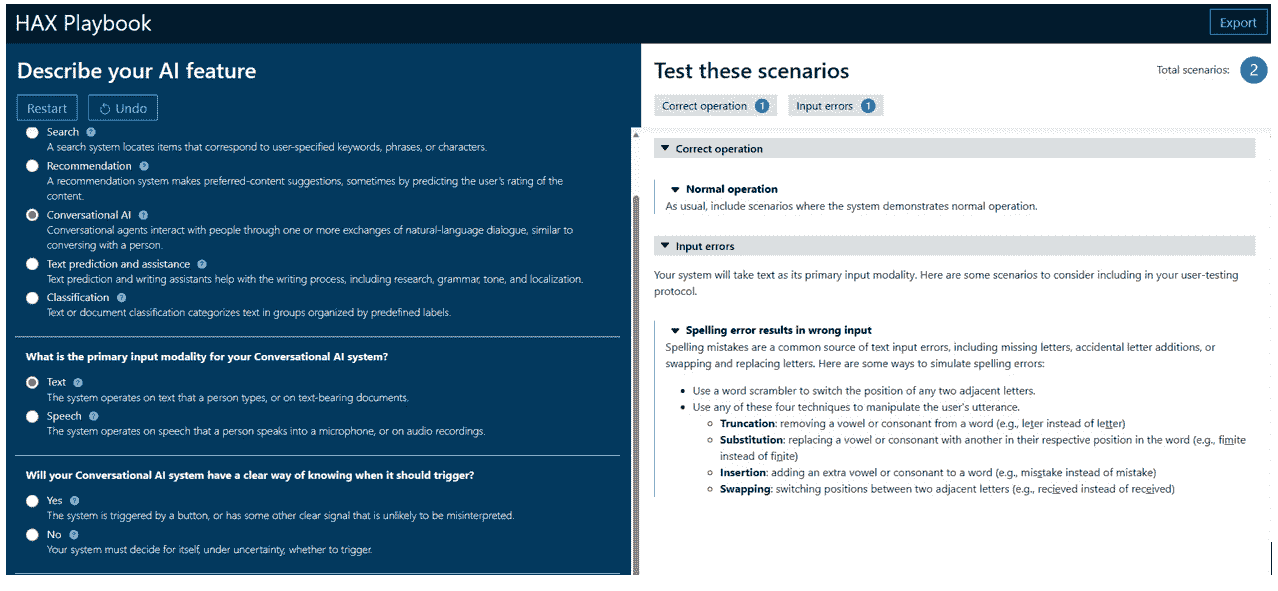 HAX Playbook
Export
Describe your AI feature
Restart
Undo
Search
A search system locates items that correspond to user-specified keywords, phrases, or characters.
Recommendation
A recommendation system makes preferred-content suggestions, sometimes by predicting the user's rating of the
content.
Conversational AI
Conversational agents interact with people through one or more exchanges of natural-language dialogue, similar to
conversing with a person.
Text prediction and assistance
Text prediction and writing assistants help with the writing process, including research, grammar, tone, and localization.
Classification
Text or document classification categorizes text in groups organized by predefined labels.
What is the primary input modality for your Conversational AI system?
Text
The system operates on text that a person types, or on text-bearing documents.
Speech
The system operates on speech that a person speaks into a microphone, or on audio recordings.
Will your Conversational AI system have a clear way of knowing when it should trigger?
Yes
The system is triggered by a button, or has some other clear signal that is unlikely to be misinterpreted.
No
Your system must decide for itself, under uncertainty, whether to trigger.
Test these scenarios
Total scenarios: 2
Correct operation 1
Input errors 1
Correct operation
Normal operation
As usual, include scenarios where the system demonstrates normal operation.
Input errors
Your system will take text as its primary input modality. Here are some scenarios to consider including in your user-testing
protocol.
Spelling error results in wrong input
Spelling mistakes are a common source of text input errors, including missing letters, accidental letter additions, or
swapping and replacing letters. Here are some ways to simulate spelling errors:
• Use a word scrambler to switch the position of any two adjacent letters.
• Use any of these four techniques to manipulate the user's utterance.
Truncation: removing a vowel or consonant from a word (e.g., leter instead of letter)
Substitution: replacing a vowel or consonant with another in their respective position in the word (e.g., fimite
instead of finite)
Insertion: adding an extra vowel or consonant to a word (e.g., misstake instead of mistake)
Swapping: switching positions between two adjacent letters (e.g., recieved instead of received)